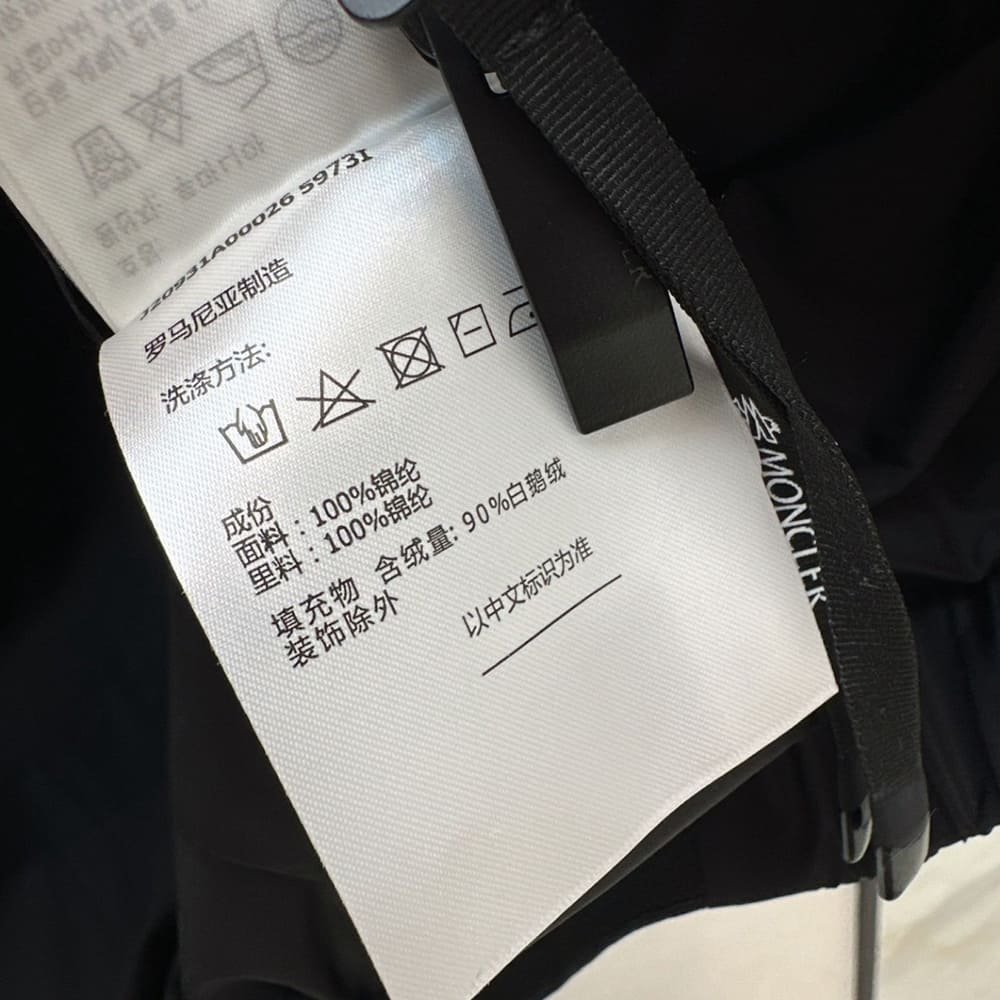 J20931A00026 5973I
罗马尼亚制造
洗涤方法:
成份
面料：100%锦纶
里料：100%锦纶
填充物 含绒量: 90%白鹅绒
装饰除外
以中文标识为准
MONCLER